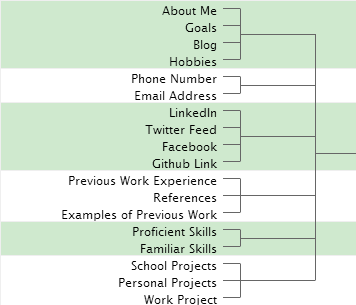 About Me
Goals
Blog
Hobbies
Phone Number
Email Address
LinkedIn
Twitter Feed
Facebook
Github Link
Previous Work Experience
References
Examples of Previous Work
Proficient Skills
Familiar Skills
School Projects
Personal Projects
Work Project